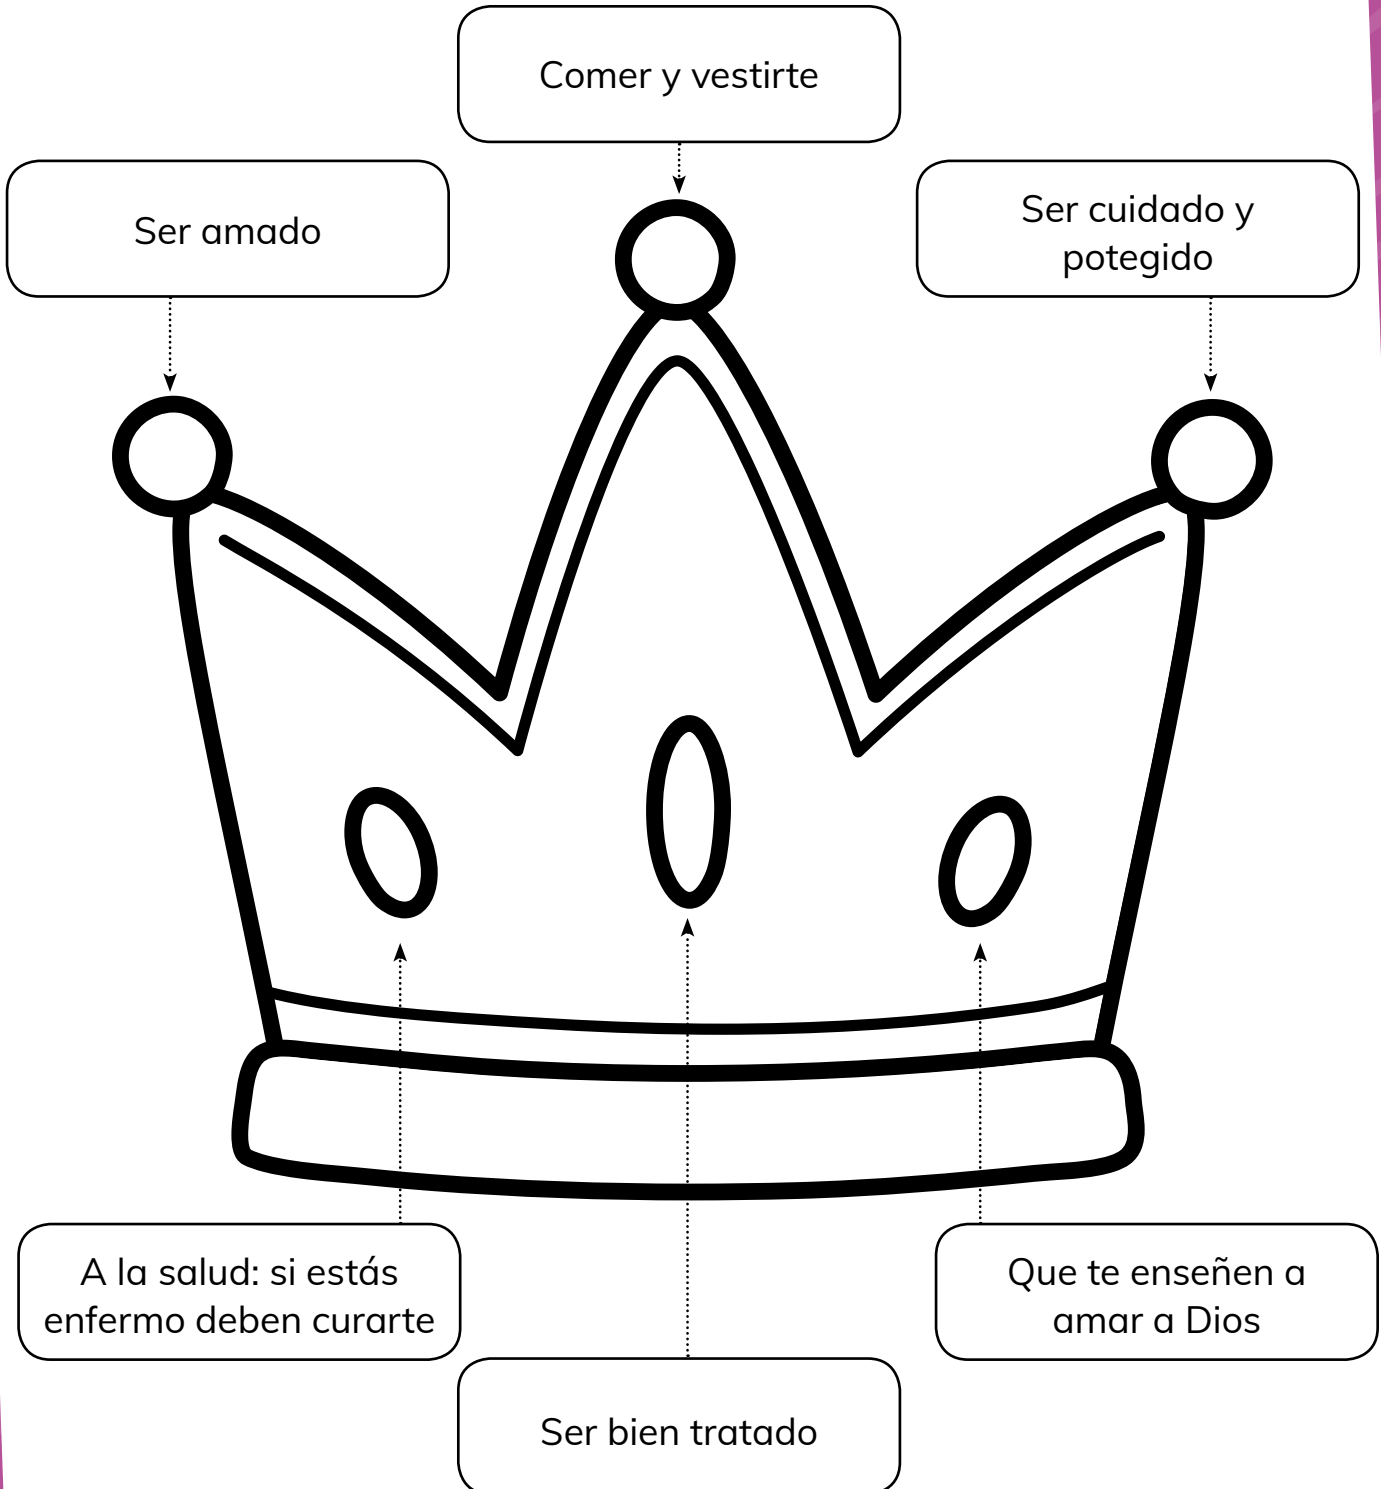 Comer y vestirte
Ser amado
Ser cuidado y
potegido
A la salud: si estás
enfermo deben curarte
Que te enseñen a
amar a Dios
Ser bien tratado